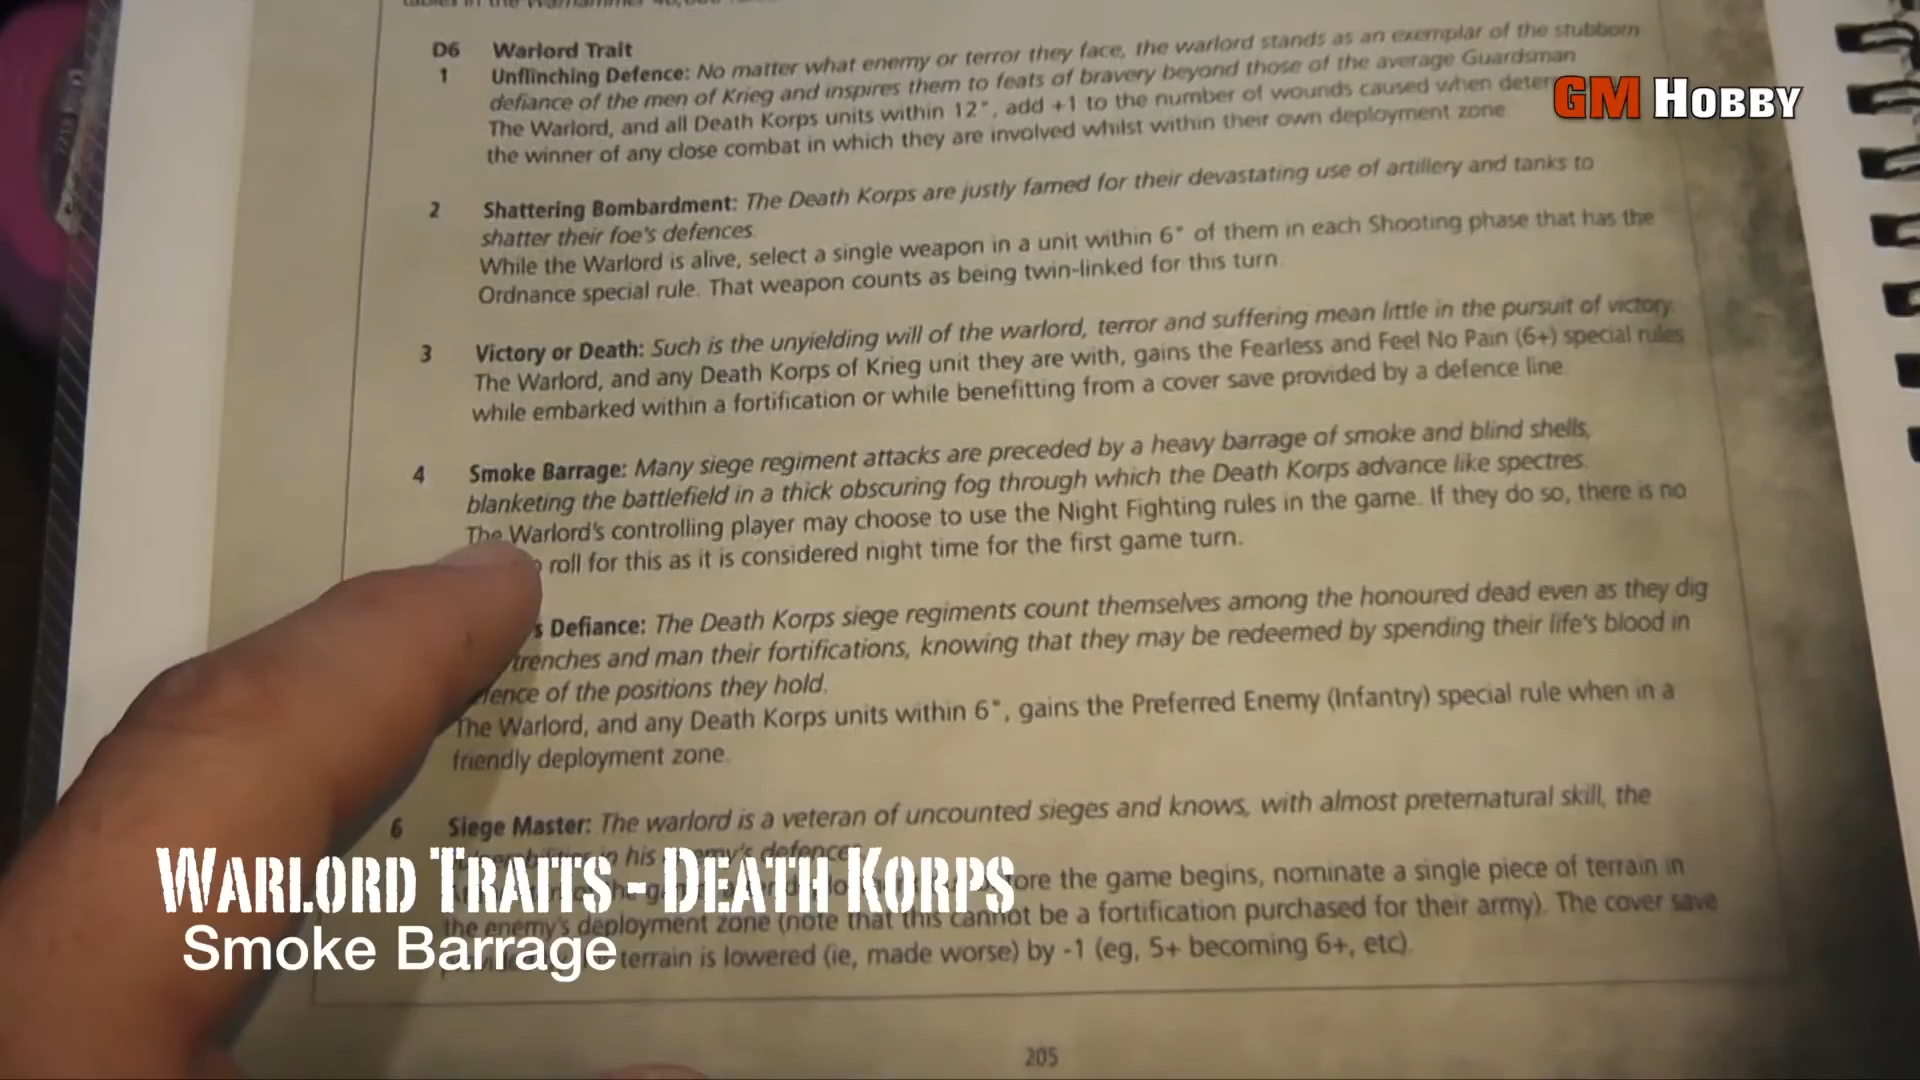 D6 Warlord Trait
1 Unflinching Defence: No matter what enemy or terror they face, the warlord stands as an exemplar of the stubborn
defiance of the men of Krieg and inspires them to feats of bravery beyond those of the average Guardsman.
The Warlord, and all Death Korps units within 12", add +1 to the number of wounds caused when deter
the winner of any close combat in which they are involved whilst within their own deployment zone.
GM HOBBY
2 Shattering Bombardment: The Death Korps are justly famed for their devastating use of artillery and tanks to
shatter their foe's defences.
While the Warlord is alive, select a single weapon in a unit within 6" of them in each Shooting phase that has the
Ordnance special rule. That weapon counts as being twin-linked for this turn.
3 Victory or Death: Such is the unyielding will of the warlord, terror and suffering mean little in the pursuit of victory.
The Warlord, and any Death Korps of Krieg unit they are with, gains the Fearless and Feel No Pain (6+) special rules
while embarked within a fortification or while benefitting from a cover save provided by a defence line.
4 Smoke Barrage: Many siege regiment attacks are preceded by a heavy barrage of smoke and blind shells,
blanketing the battlefield in a thick obscuring fog through which the Death Korps advance like spectres.
The Warlord's controlling player may choose to use the Night Fighting rules in the game. If they do so, there is no
roll for this as it is considered night time for the first game turn.
s Defiance: The Death Korps siege regiments count themselves among the honoured dead even as they dig
trenches and man their fortifications, knowing that they may be redeemed by spending their life's blood in
fence of the positions they hold.
The Warlord, and any Death Korps units within 6", gains the Preferred Enemy (Infantry) special rule when in a
friendly deployment zone.
6 Siege Master: The warlord is a veteran of uncounted sieges and knows, with almost preternatural skill, the
in his enemy's defences.
ore the game begins, nominate a single piece of terrain in
the enemy's deployment zone (note that this cannot be a fortification purchased for their army). The cover save
terrain is lowered (ie, made worse) by -1 (eg, 5+ becoming 6+, etc).
WARLORD TRAITS - DEATH KORPS
Smoke Barrage
205